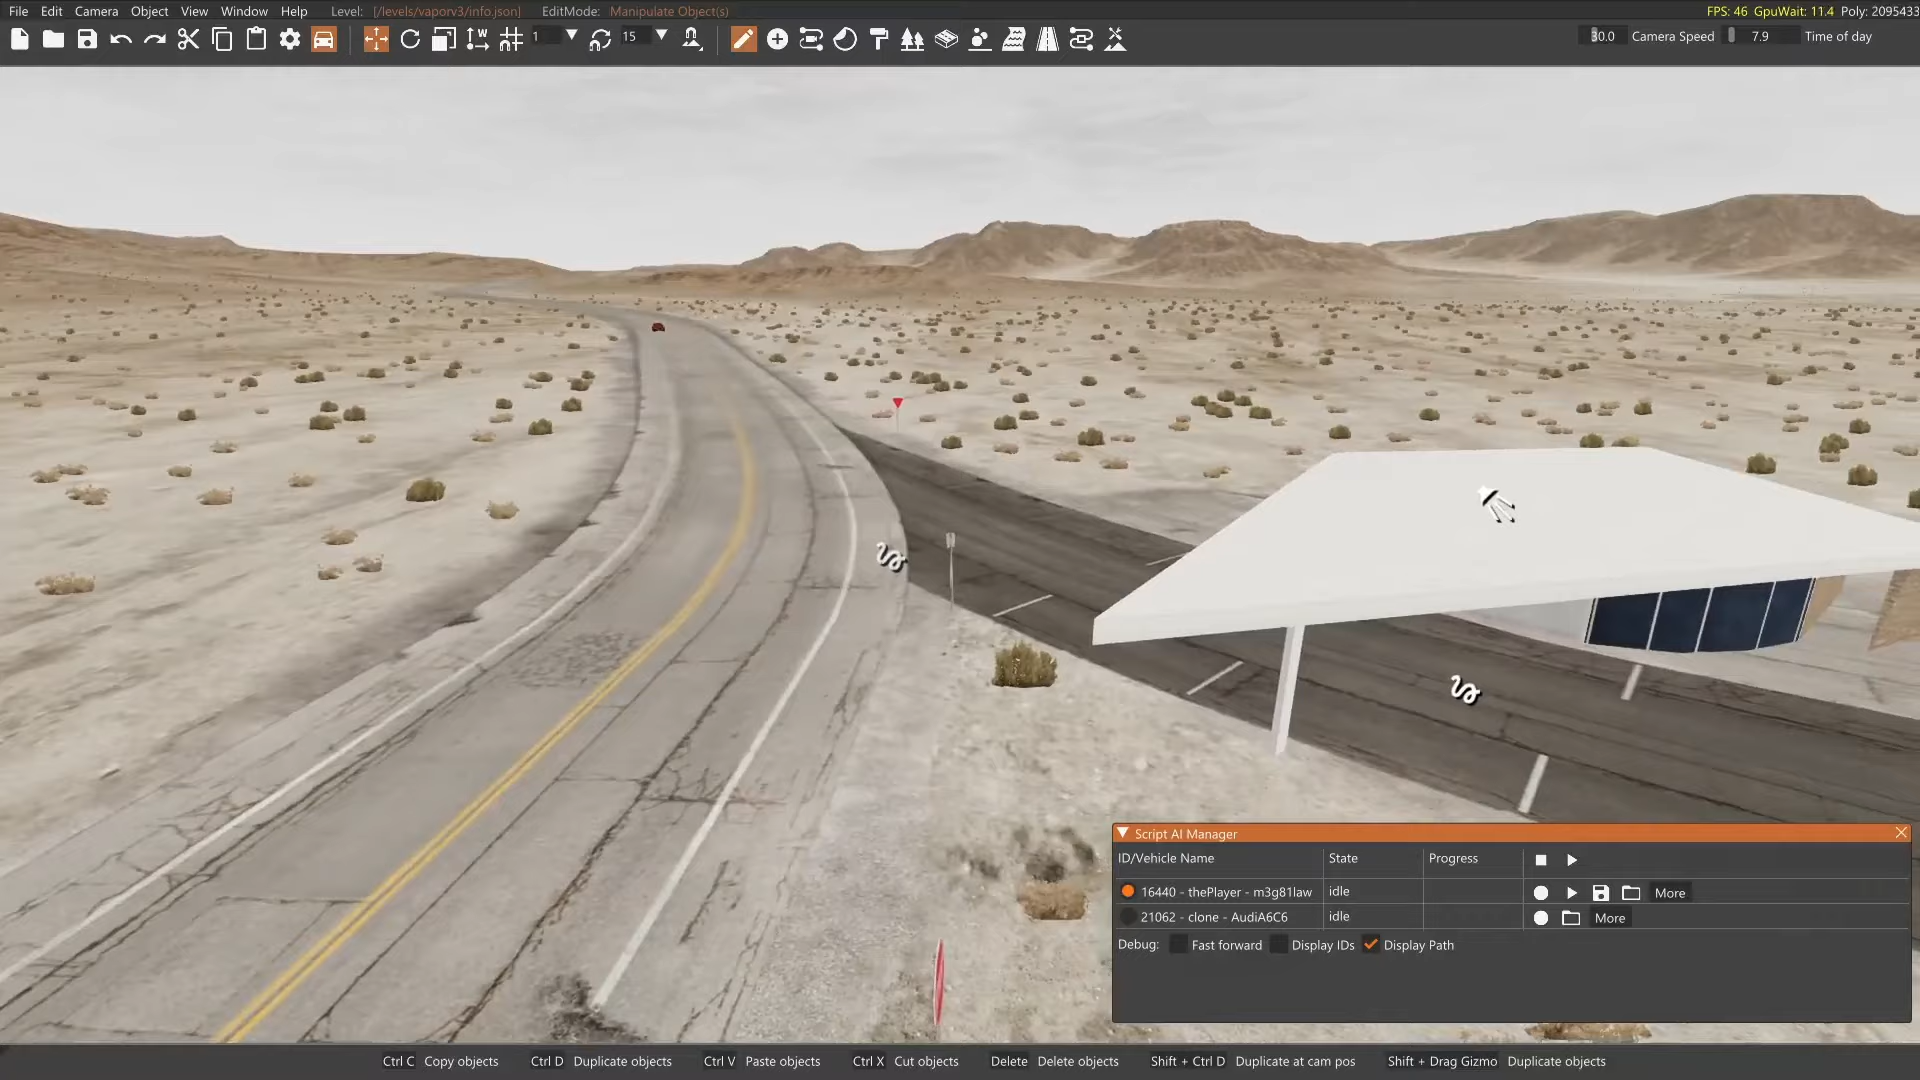 File Edit Camera Object View Window Help Level: [/levels/vaporv3/info.json] EditMode: Manipulate Object(s) FPS: 46 GpuWait: 11.4 Poly: 2095433
1 15 30.0 Camera Speed 7.9 Time of day
Script AI Manager
ID/Vehicle Name State Progress
16440 - thePlayer - m3g81law idle More
21062 - clone - AudiA6C6 idle More
Debug: Fast forward Display IDs Display Path
Ctrl C Copy objects Ctrl D Duplicate objects Ctrl V Paste objects Ctrl X Cut objects Delete Delete objects Shift + Ctrl D Duplicate at cam pos Shift + Drag Gizmo Duplicate objects